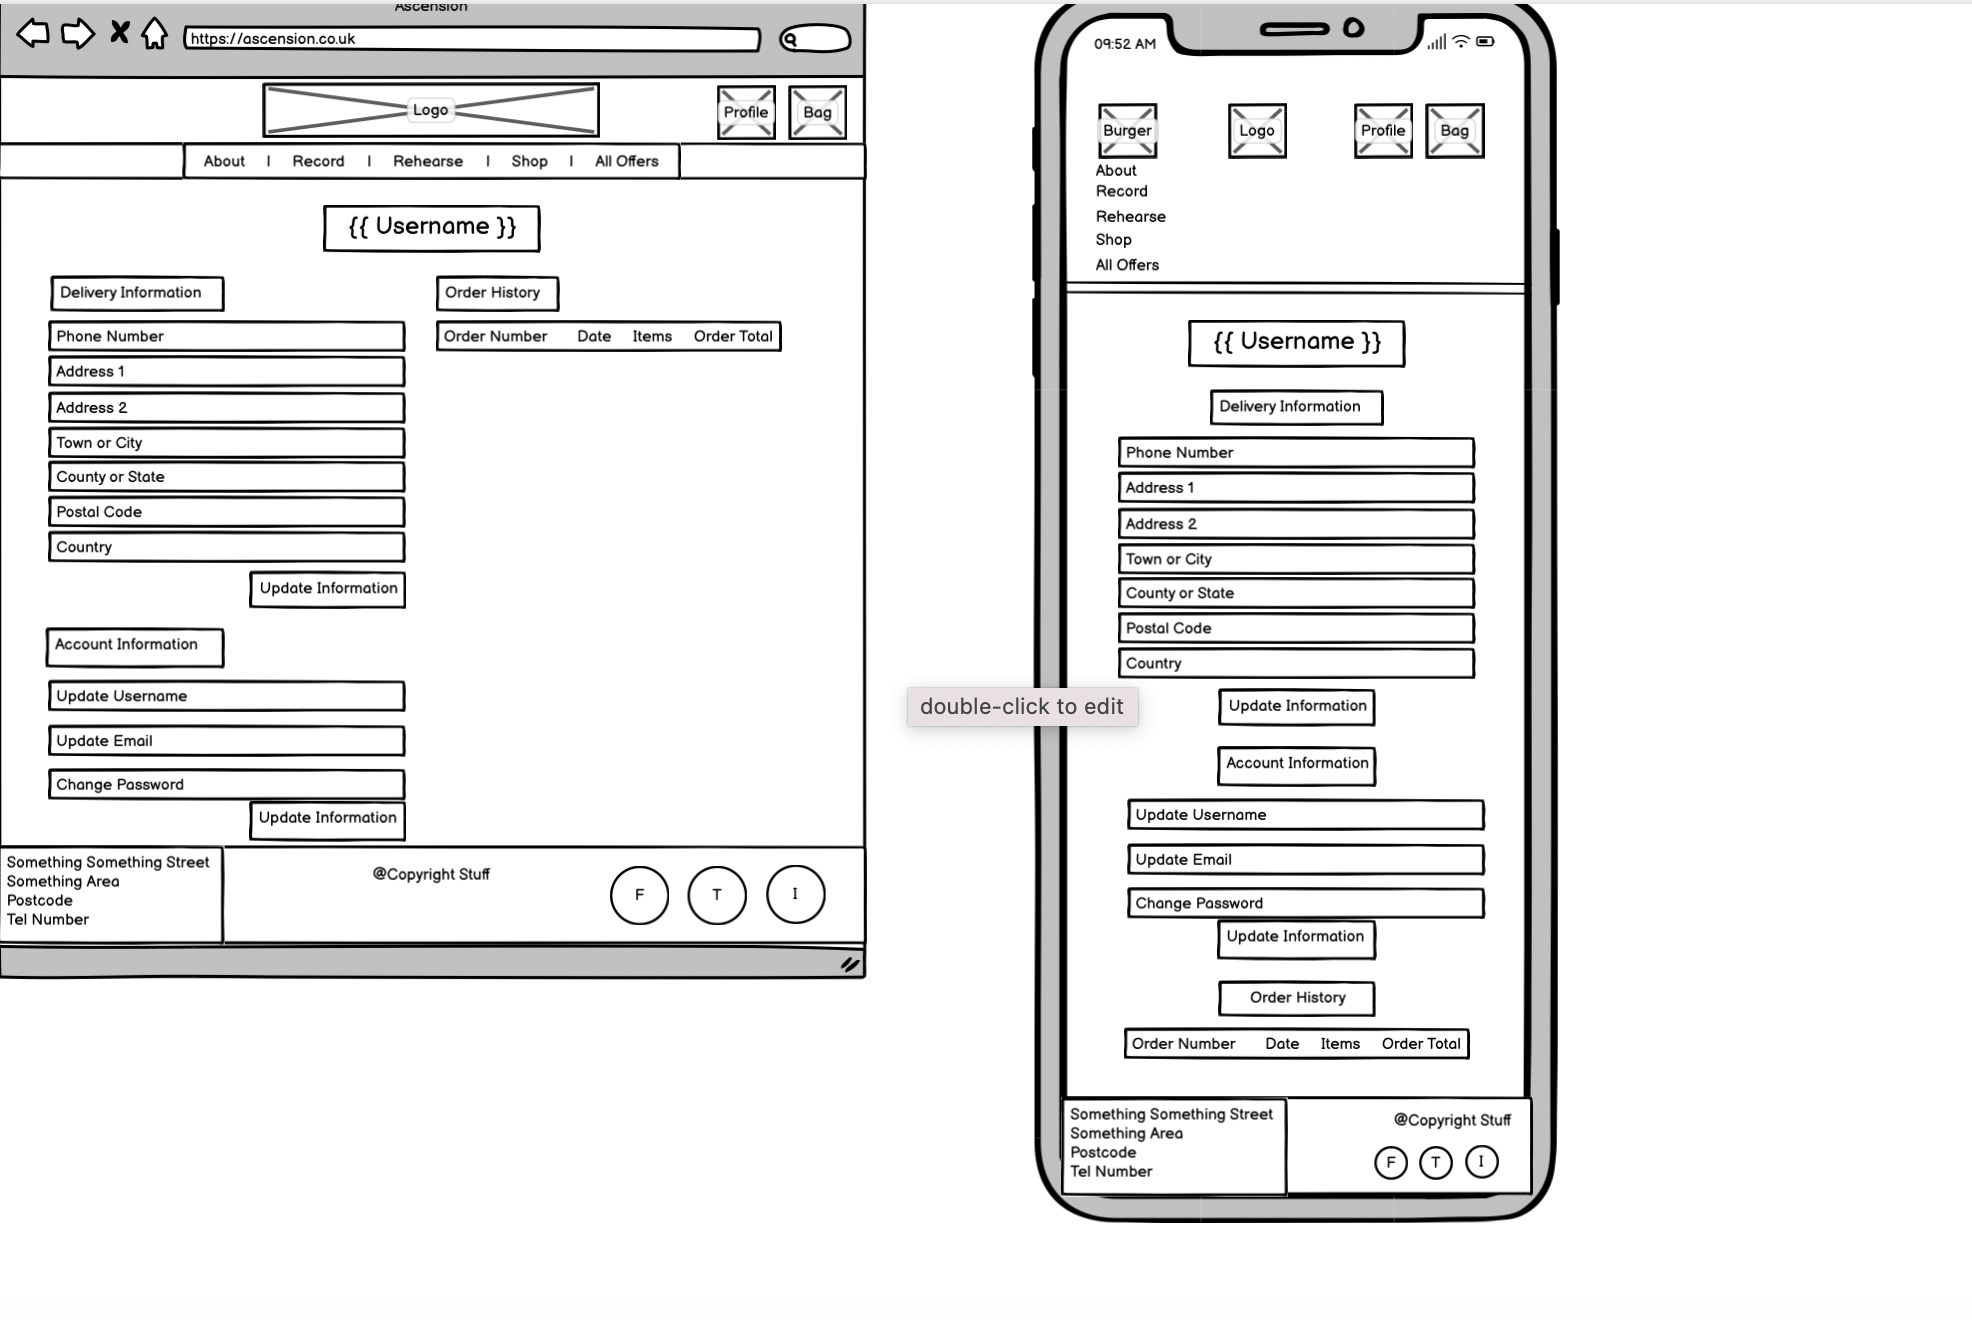 Ascension
https://ascension.co.uk
Logo
Profile
Bag
About | Record | Rehearse | Shop | All Offers
{{ Username }}
Delivery Information
Phone Number
Address 1
Address 2
Town or City
County or State
Postal Code
Country
Update Information
Account Information
Update Username
Update Email
Change Password
Update Information
Order History
Order Number Date Items Order Total
Something Something Street
Something Area
Postcode
Tel Number
@Copyright Stuff
F T I
double-click to edit
09:52 AM
Burger
Logo
Profile
Bag
About
Record
Rehearse
Shop
All Offers
{{ Username }}
Delivery Information
Phone Number
Address 1
Address 2
Town or City
County or State
Postal Code
Country
Update Information
Account Information
Update Username
Update Email
Change Password
Update Information
Order History
Order Number Date Items Order Total
Something Something Street
Something Area
Postcode
Tel Number
@Copyright Stuff
F T I